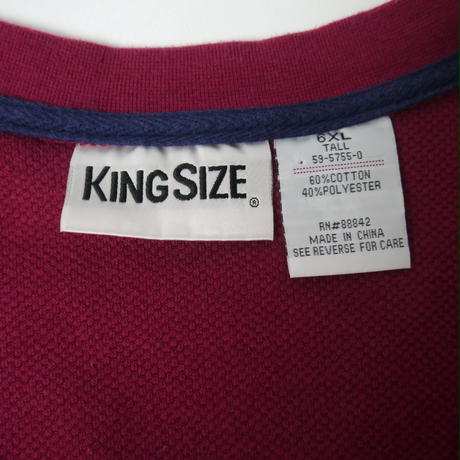 KINGSIZE®
6XL
TALL
59-5755-0
60%COTTON
40%POLYESTER
RN#88842
MADE IN CHINA
SEE REVERSE FOR CARE